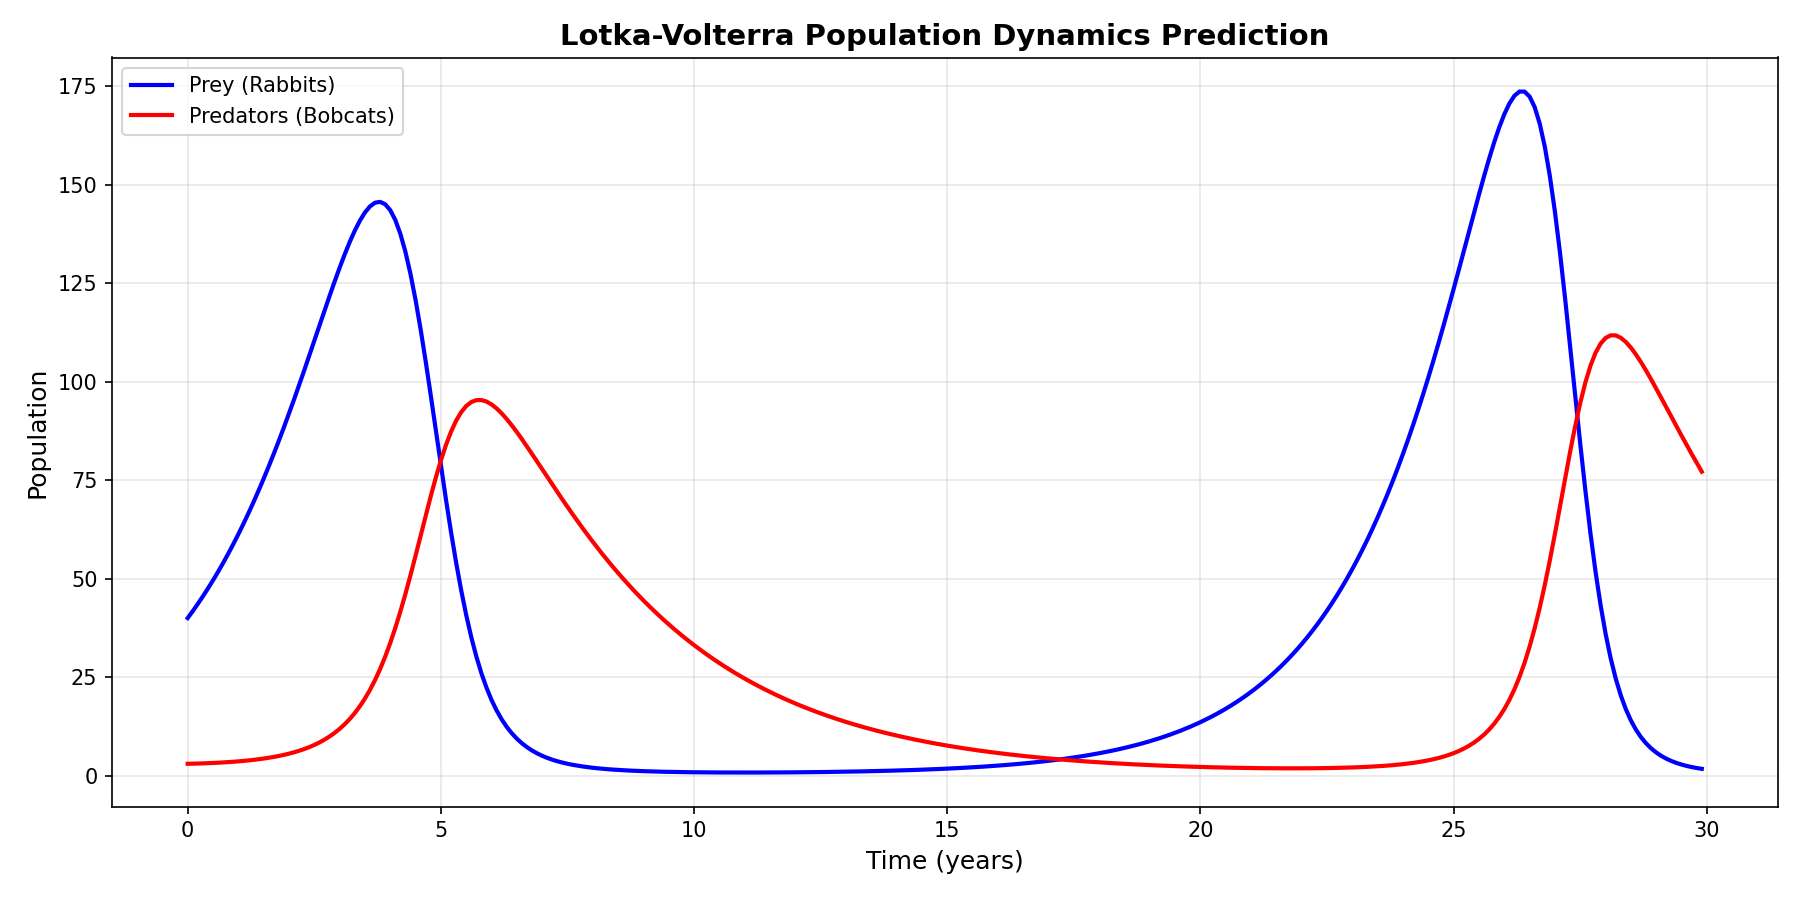 Lotka-Volterra Population Dynamics Prediction
Prey (Rabbits)
Predators (Bobcats)
175
150
125
100
75
50
25
0
Population
0 5 10 15 20 25 30
Time (years)